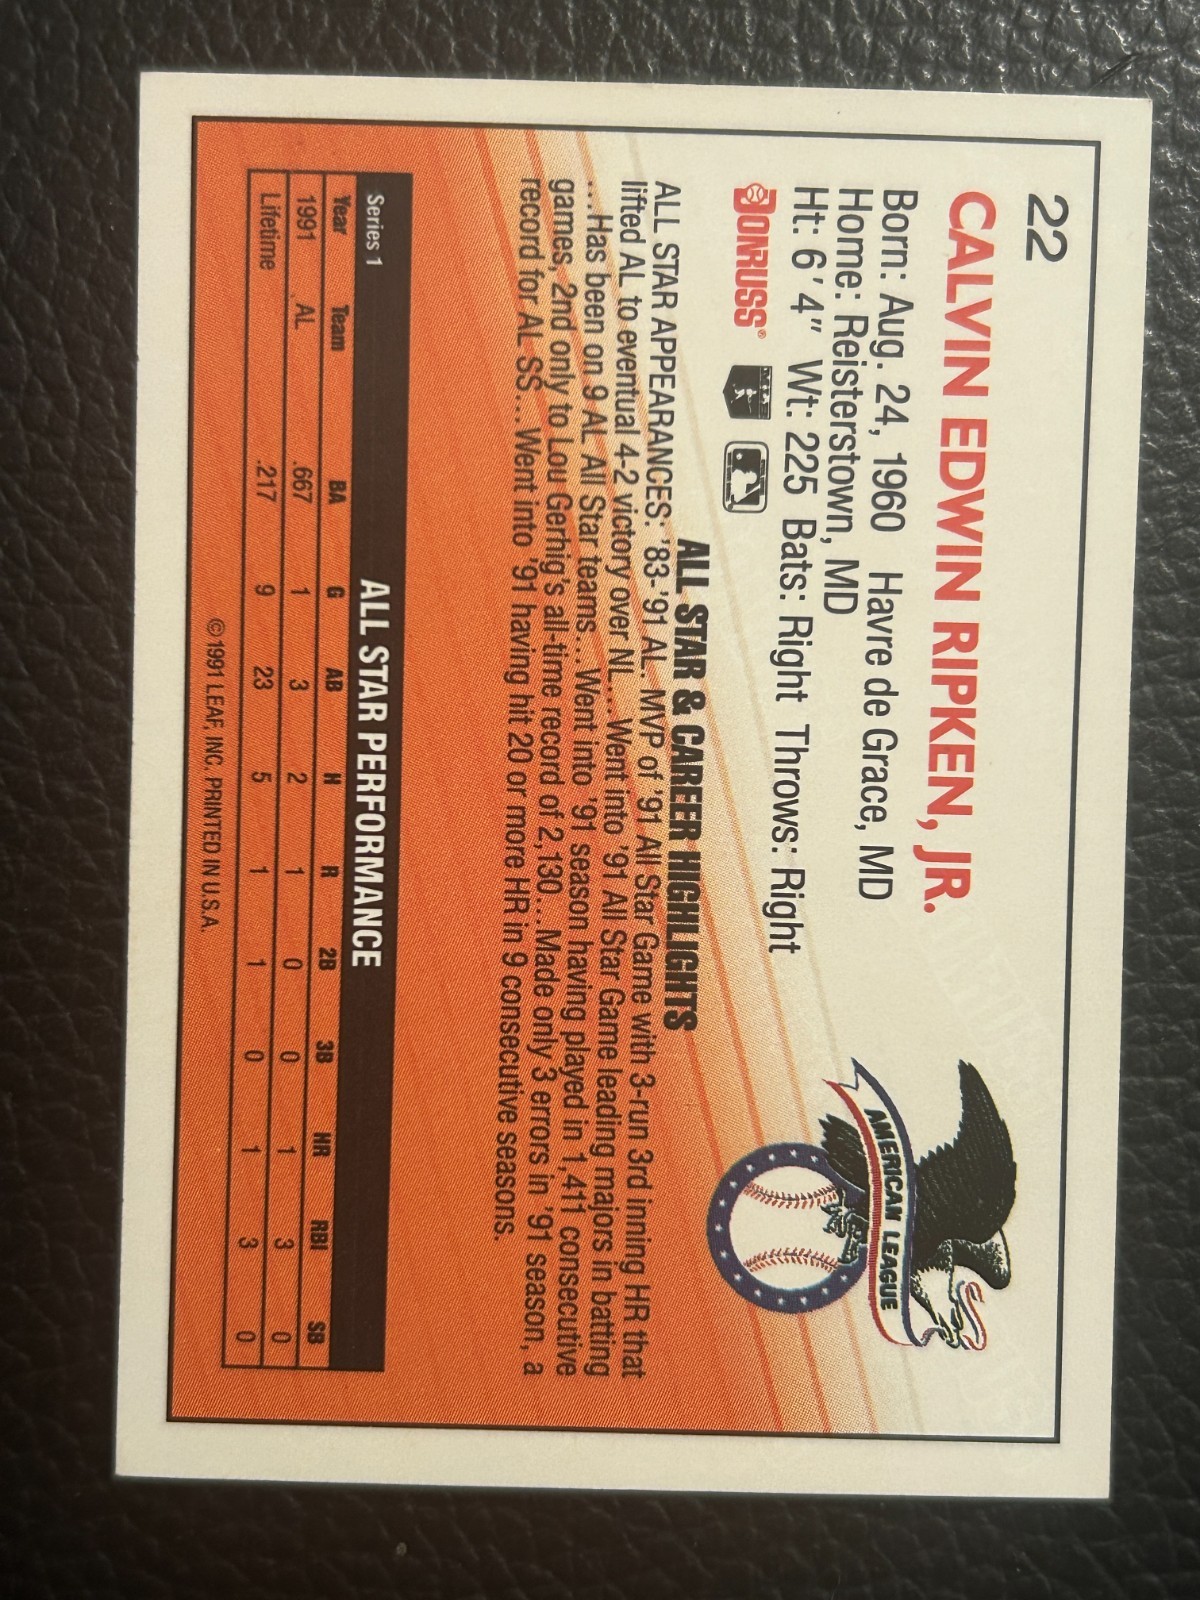 22
CALVIN EDWIN RIPKEN, JR.
Born: Aug. 24, 1960 Havre de Grace, MD
Home: Reisterstown, MD
Ht: 6'4" Wt: 225 Bats: Right Throws: Right
DONRUSS®
AMERICAN LEAGUE
ALL STAR & CAREER HIGHLIGHTS
ALL STAR APPEARANCES: '83-'91 AL. MVP of '91 All Star Game with 3-run 3rd inning HR that
lifted AL to eventual 4-2 victory over NL....Went into '91 All Star Game leading majors in batting
...Has been on 9 AL All Star teams...Went into '91 season having played in 1,411 consecutive
games, 2nd only to Lou Gerhig's all-time record of 2,130...Made only 3 errors in '91 season, a
record for AL SS....Went into '91 having hit 20 or more HR in 9 consecutive seasons.
Series 1 ALL STAR PERFORMANCE
Year Team BA G AB H R 2B 3B HR RBI SB
1991 AL .667 1 3 2 1 0 0 1 3 0
Lifetime .217 9 23 5 1 1 0 1 3 0
©1991 LEAF, INC. PRINTED IN U.S.A.